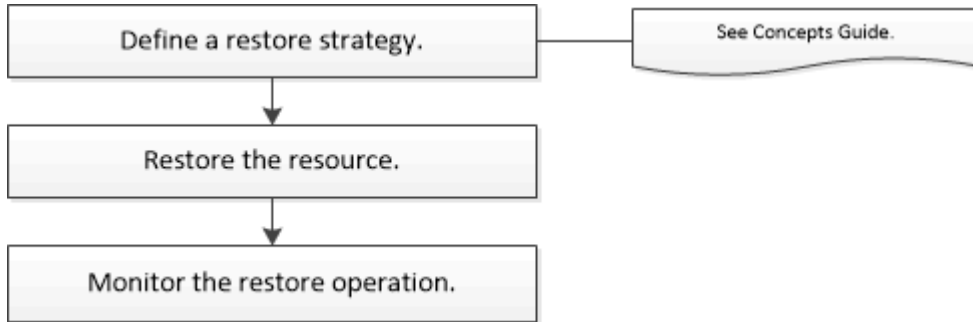 Define a restore strategy.
See Concepts Guide.
Restore the resource.
Monitor the restore operation.